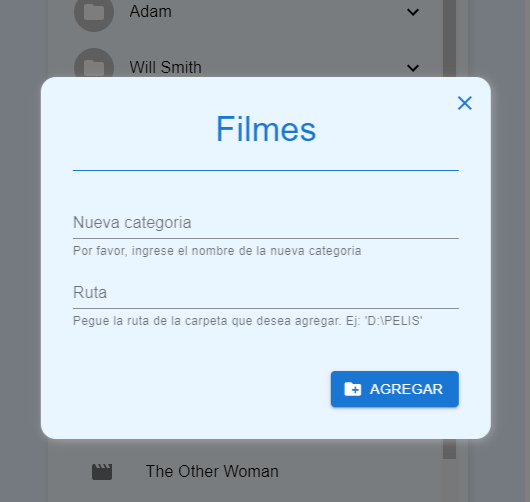 Adam
Will Smith
Filmes
Nueva categoria
Por favor, ingrese el nombre de la nueva categoria
Ruta
Pegue la ruta de la carpeta que desea agregar. Ej: 'D:\PELIS'
AGREGAR
The Other Woman